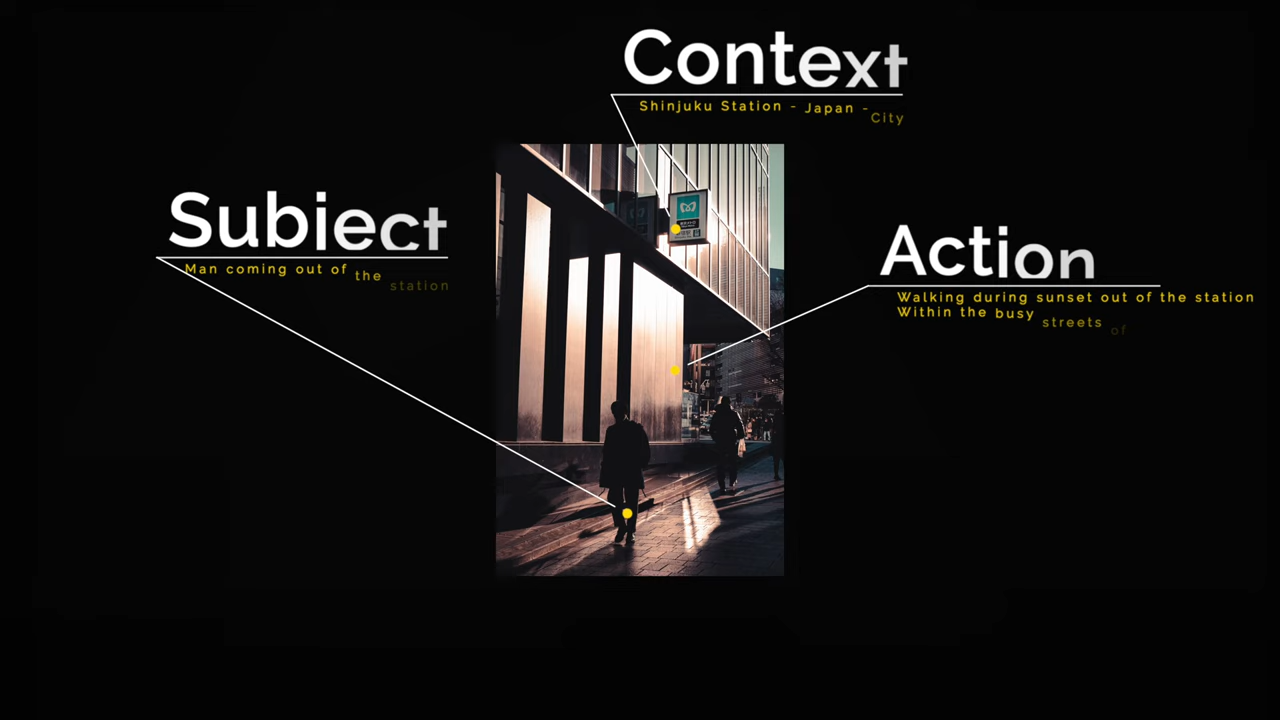 Context
Shinjuku Station - Japan - City
Subject
Man coming out of the station
Action
Walking during sunset out of the station
Within the busy streets of